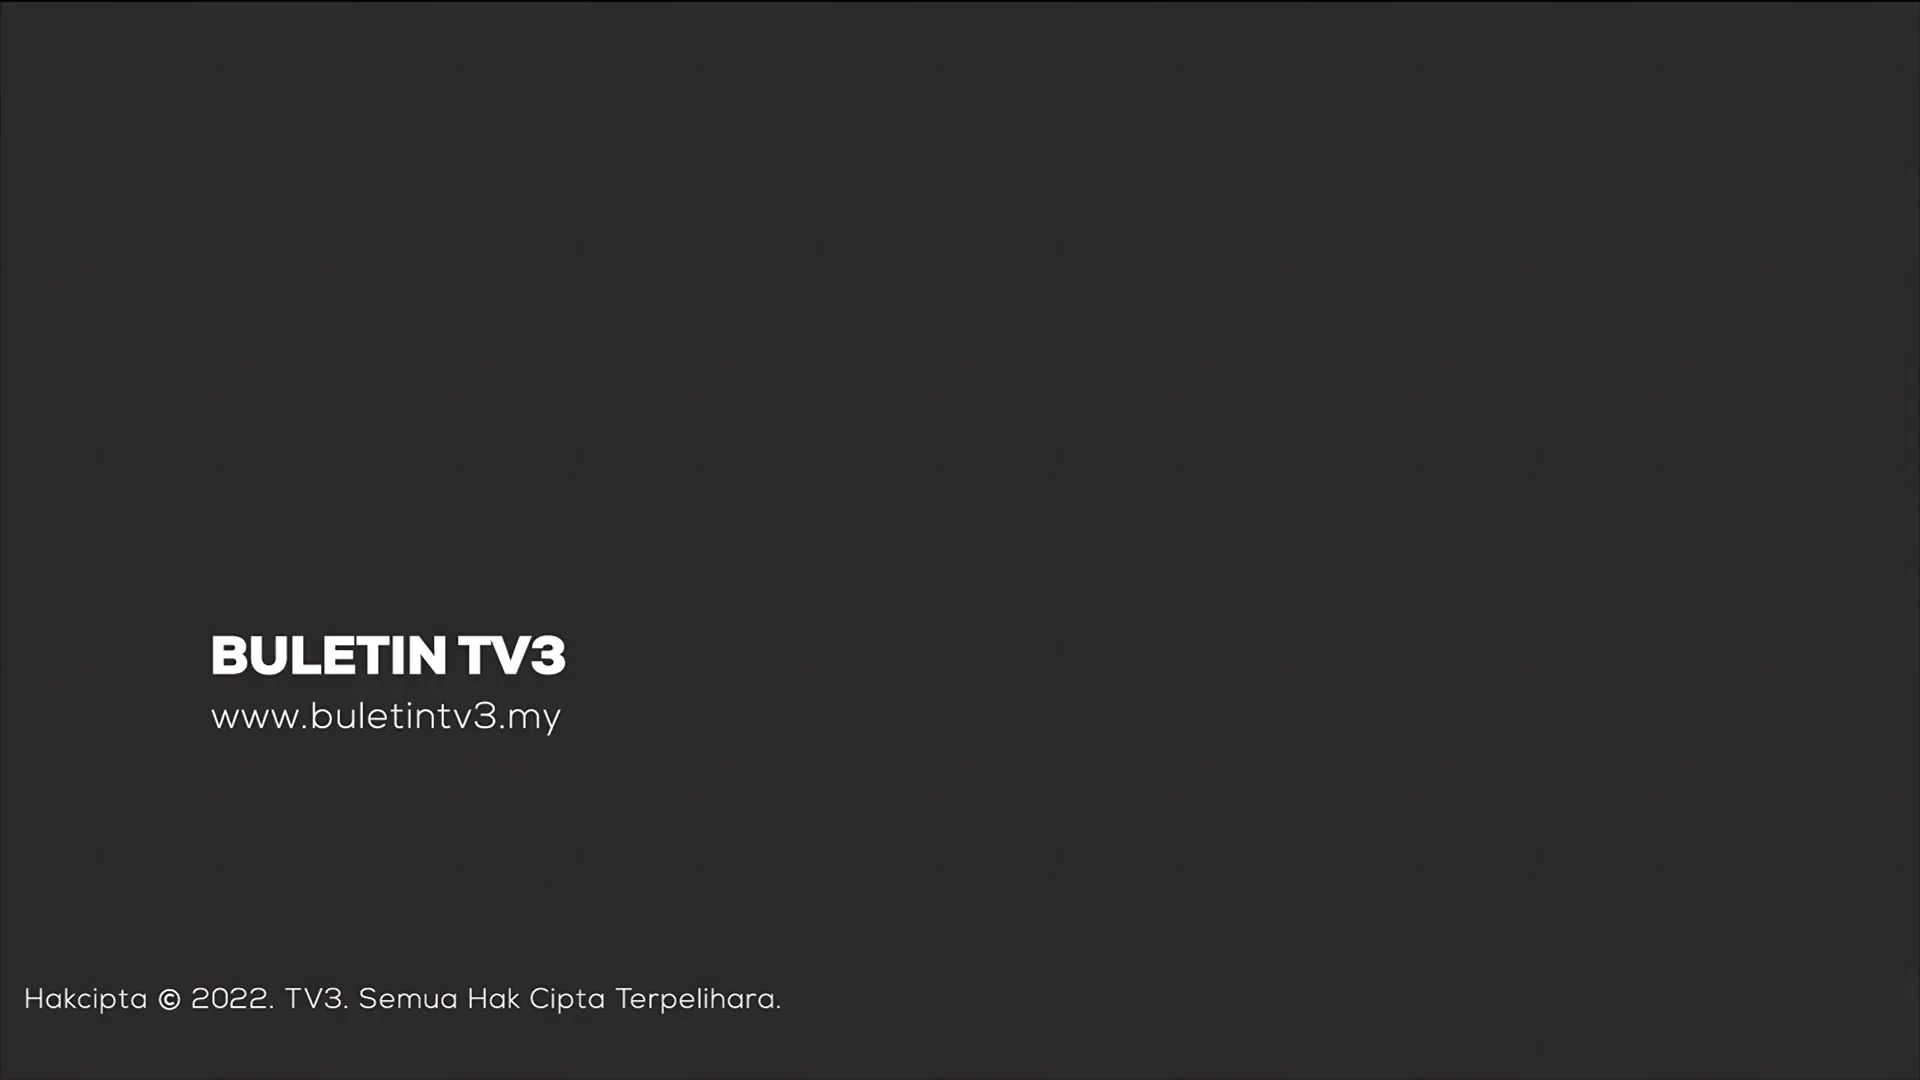 BULETIN TV3
www.buletintv3.my
Hakcipta © 2022. TV3. Semua Hak Cipta Terpelihara.